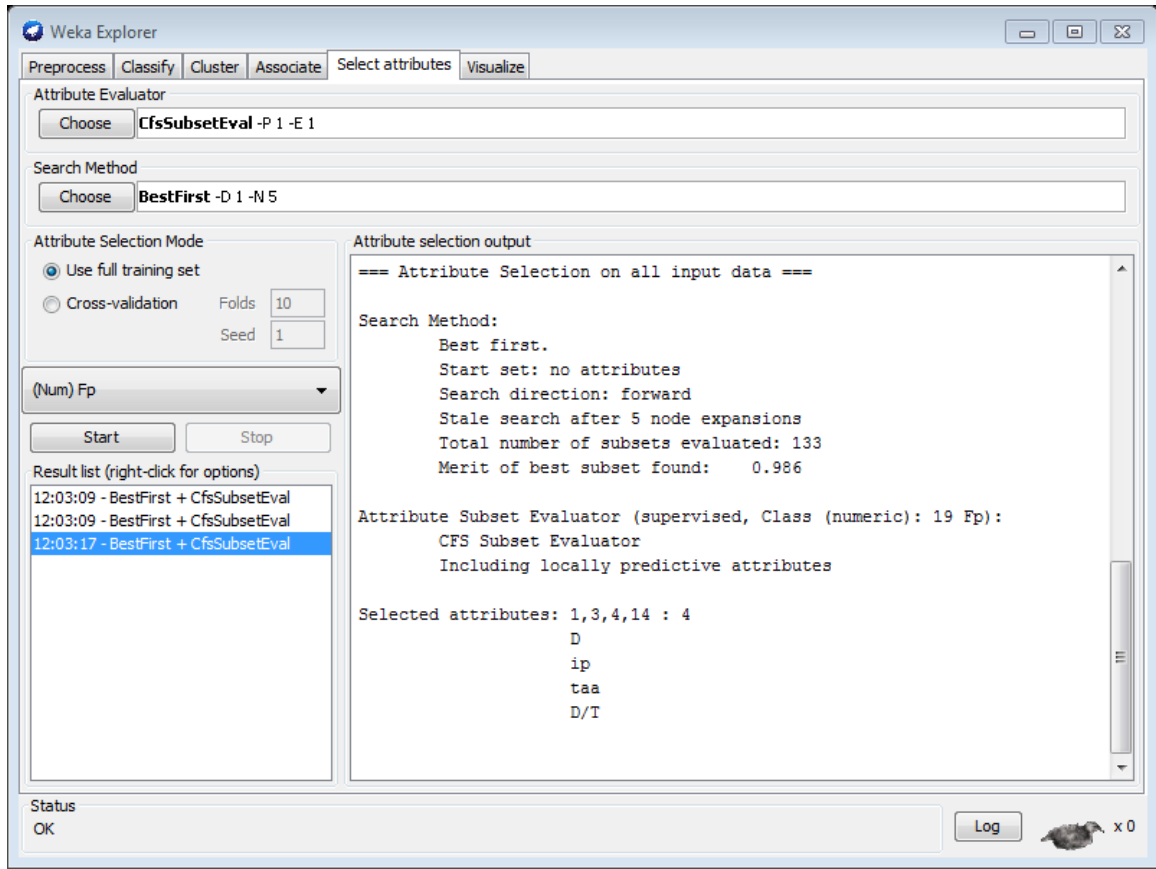 Weka Explorer
Preprocess Classify Cluster Associate Select attributes Visualize
Attribute Evaluator
Choose CfsSubsetEval -P 1 -E 1
Search Method
Choose BestFirst -D 1 -N 5
Attribute Selection Mode
Use full training set
Cross-validation Folds 10
Seed 1
(Num) Fp
Start Stop
Result list (right-click for options)
12:03:09 - BestFirst + CfsSubsetEval
12:03:09 - BestFirst + CfsSubsetEval
12:03:17 - BestFirst + CfsSubsetEval
Attribute selection output
=== Attribute Selection on all input data ===
Search Method:
Best first.
Start set: no attributes
Search direction: forward
Stale search after 5 node expansions
Total number of subsets evaluated: 133
Merit of best subset found: 0.986
Attribute Subset Evaluator (supervised, Class (numeric): 19 Fp):
CFS Subset Evaluator
Including locally predictive attributes
Selected attributes: 1,3,4,14 : 4
D
ip
taa
D/T
Status
OK
Log x 0